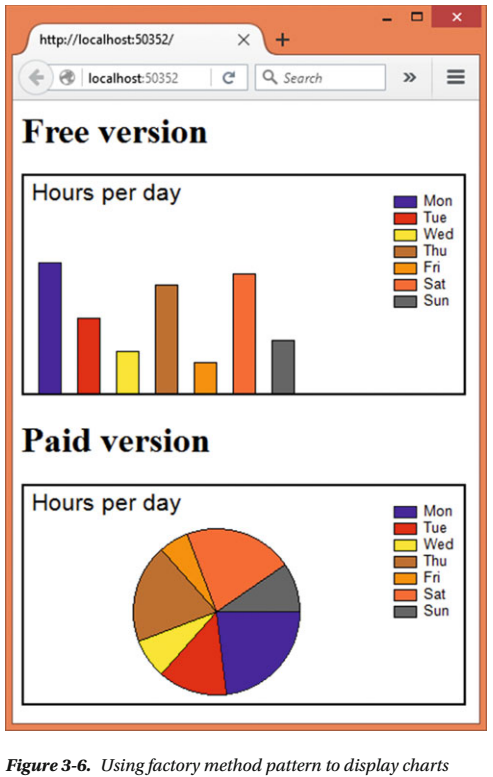 http://localhost:50352/
localhost:50352
Search
Free version
Hours per day
Mon
Tue
Wed
Thu
Fri
Sat
Sun
Paid version
Hours per day
Mon
Tue
Wed
Thu
Fri
Sat
Sun
Figure 3-6. Using factory method pattern to display charts